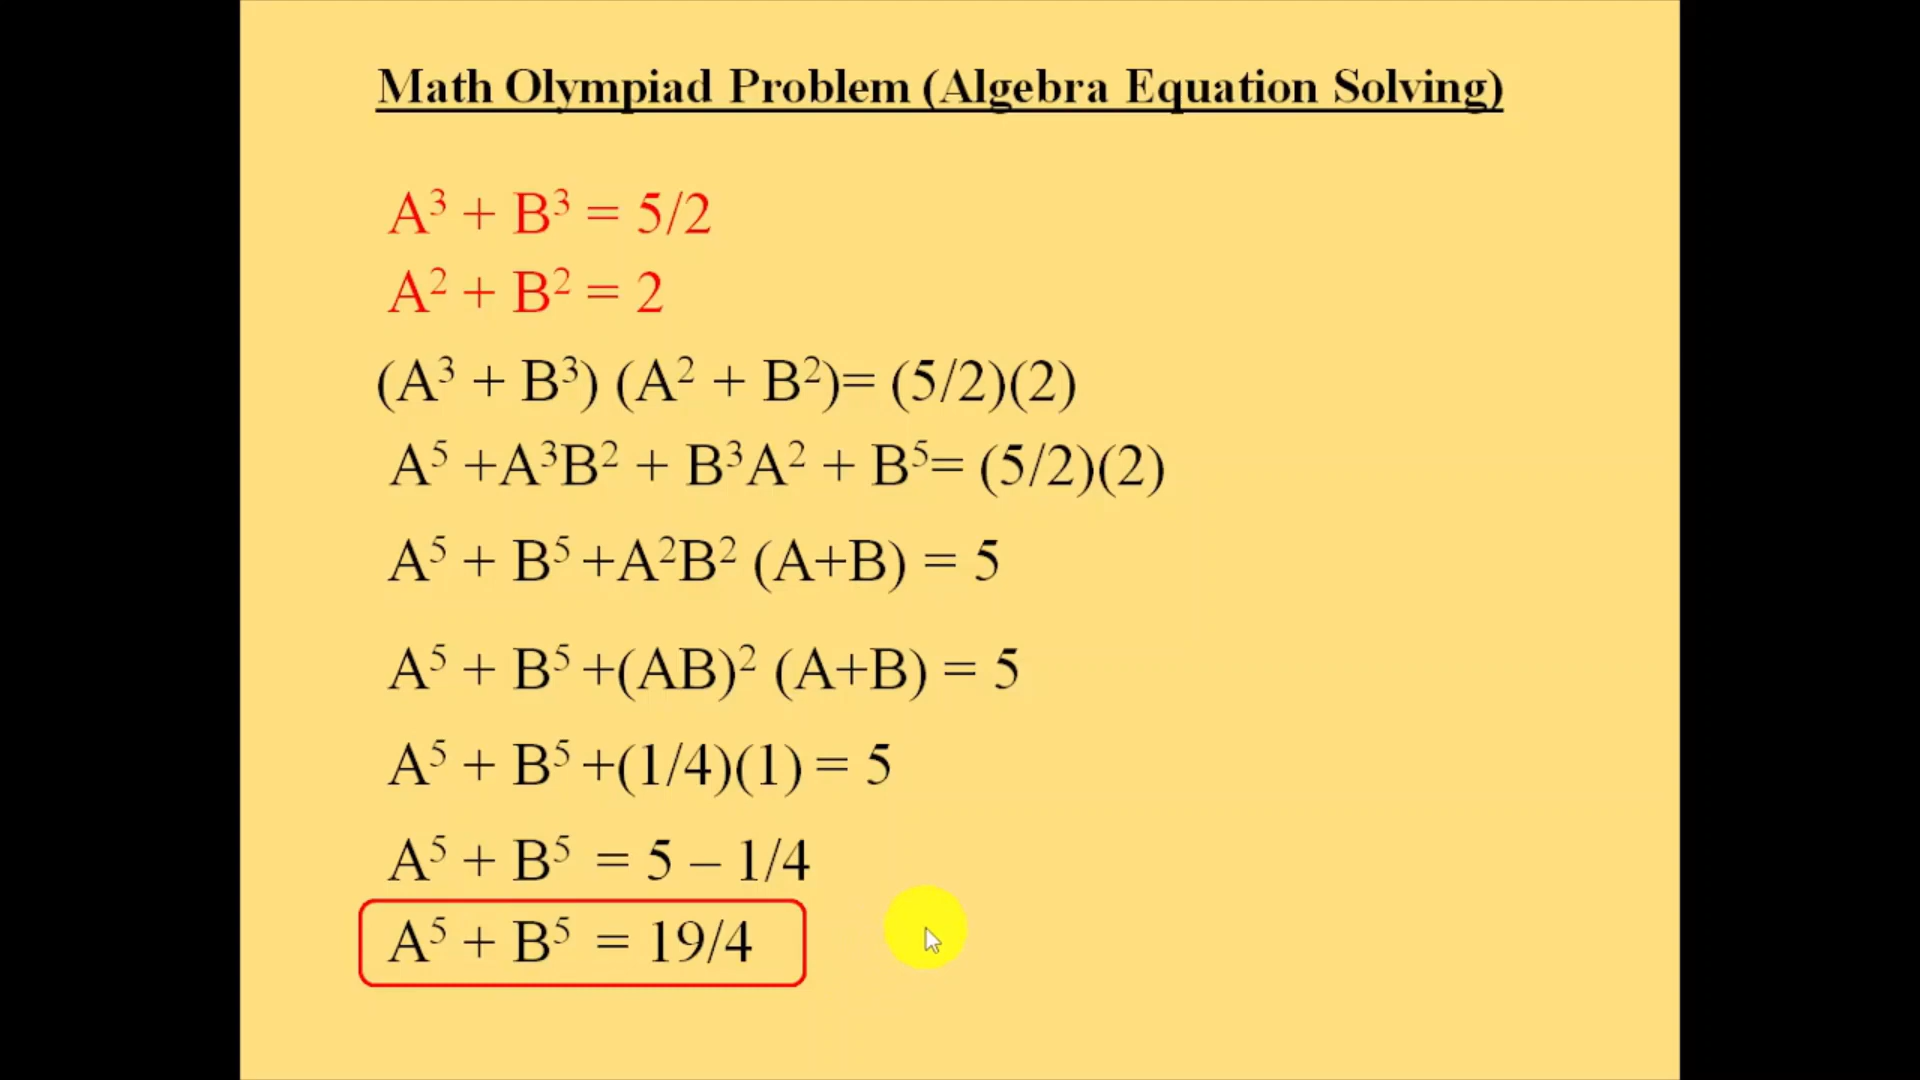 Math Olympiad Problem (Algebra Equation Solving)
A³ + B³ = 5/2
A² + B² = 2
(A³ + B³) (A² + B²)= (5/2)(2)
A⁵ +A³B² + B³A² + B⁵= (5/2)(2)
A⁵ + B⁵ +A²B² (A+B) = 5
A⁵ + B⁵ +(AB)² (A+B) = 5
A⁵ + B⁵ +(1/4)(1) = 5
A⁵ + B⁵ = 5 – 1/4
A⁵ + B⁵ = 19/4